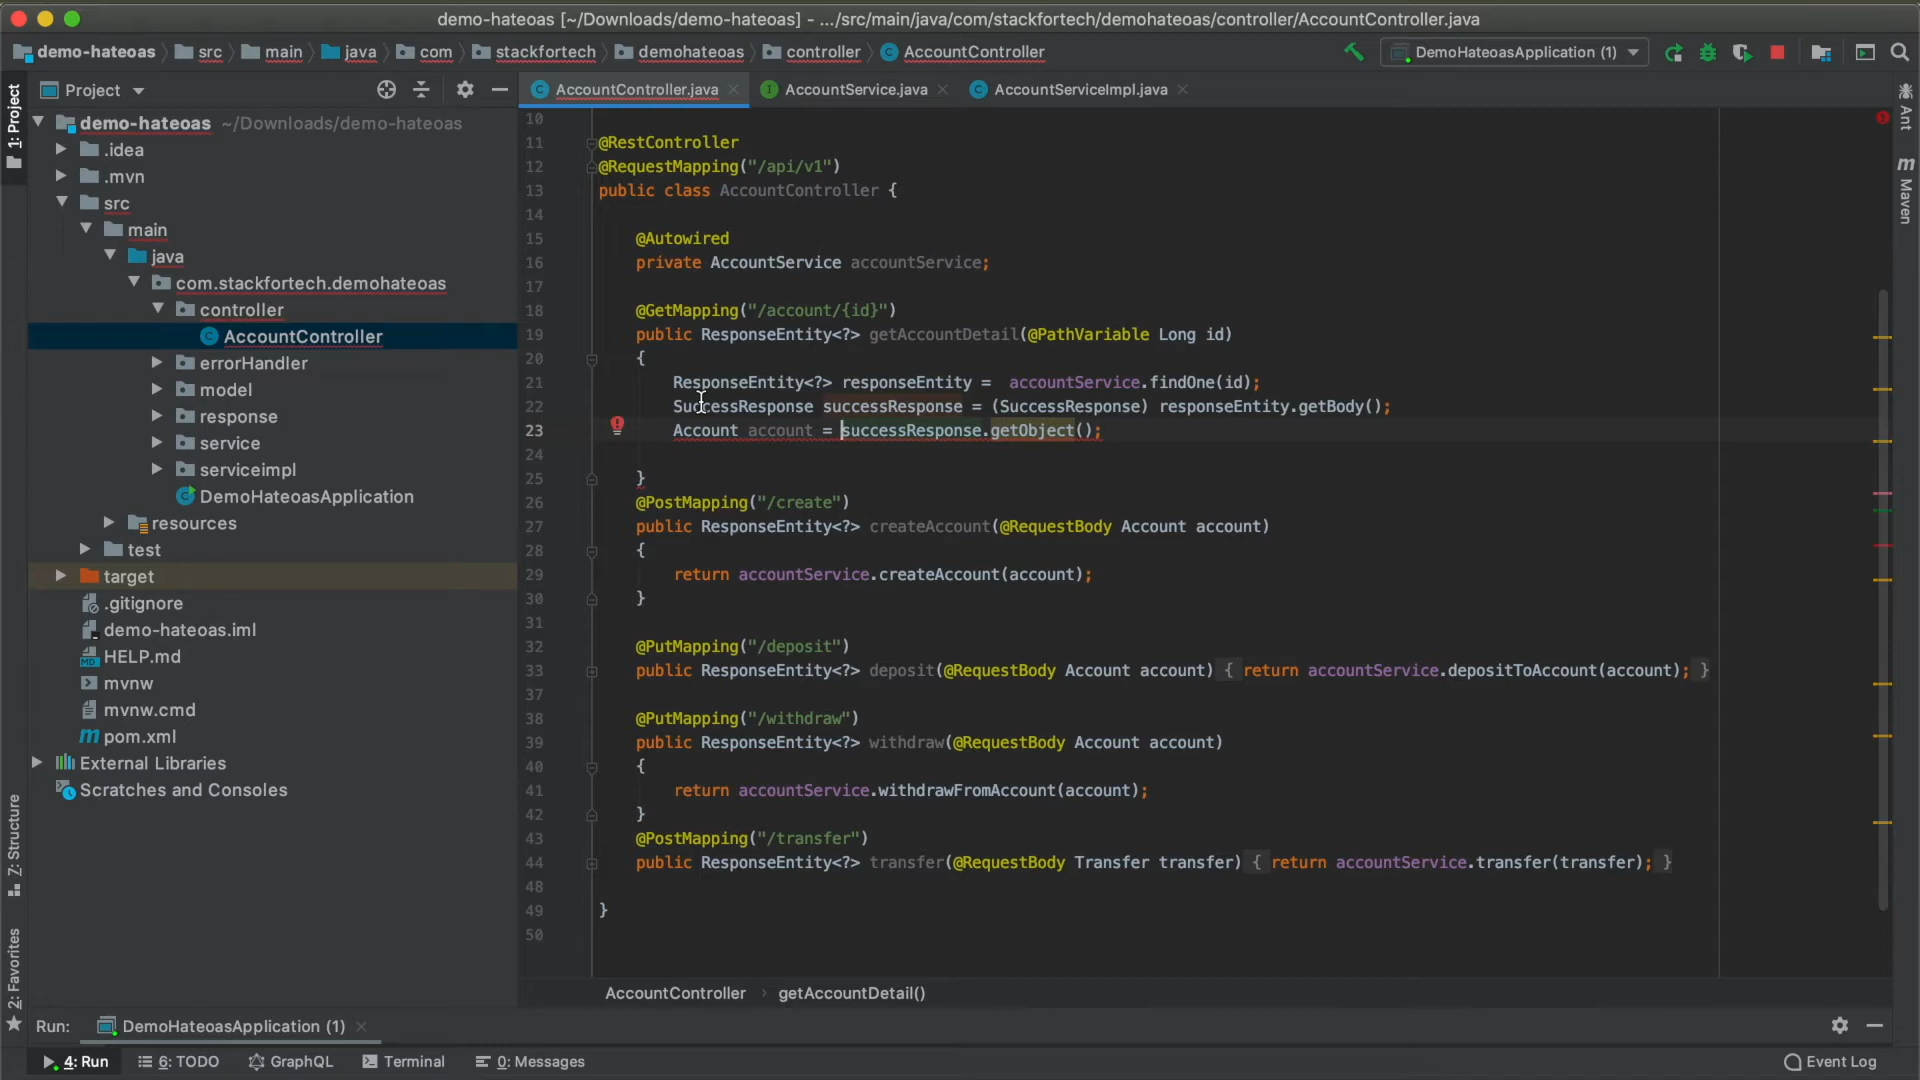 demo-hateoas [~/Downloads/demo-hateoas] - .../src/main/java/com/stackfortech/demohateoas/controller/AccountController.java
demo-hateoas src main java com stackfortech demohateoas controller AccountController
DemoHateoasApplication (1)
1: Project
Project
AccountController.java
AccountService.java
AccountServiceImpl.java
demo-hateoas ~/Downloads/demo-hateoas
.idea
.mvn
src
main
java
com.stackfortech.demohateoas
controller
AccountController
errorHandler
model
response
service
serviceimpl
DemoHateoasApplication
resources
test
target
.gitignore
demo-hateoas.iml
HELP.md
mvnw
mvnw.cmd
pom.xml
External Libraries
Scratches and Consoles
7: Structure
2: Favorites
10
11 @RestController
12 @RequestMapping("/api/v1")
13 public class AccountController {
14
15 @Autowired
16 private AccountService accountService;
17
18 @GetMapping("/account/{id}")
19 public ResponseEntity<?> getAccountDetail(@PathVariable Long id)
20 {
21 ResponseEntity<?> responseEntity =  accountService.findOne(id);
22 SuccessResponse successResponse = (SuccessResponse) responseEntity.getBody();
23 Account account = successResponse.getObject();
24
25 }
26 @PostMapping("/create")
27 public ResponseEntity<?> createAccount(@RequestBody Account account)
28 {
29 return accountService.createAccount(account);
30 }
31
32 @PutMapping("/deposit")
33 public ResponseEntity<?> deposit(@RequestBody Account account) { return accountService.depositToAccount(account); }
37
38 @PutMapping("/withdraw")
39 public ResponseEntity<?> withdraw(@RequestBody Account account)
40 {
41 return accountService.withdrawFromAccount(account);
42 }
43 @PostMapping("/transfer")
44 public ResponseEntity<?> transfer(@RequestBody Transfer transfer) { return accountService.transfer(transfer); }
48
49 }
50
Ant
m Maven
AccountController › getAccountDetail()
Run: DemoHateoasApplication (1)
4: Run
6: TODO
GraphQL
Terminal
0: Messages
Event Log